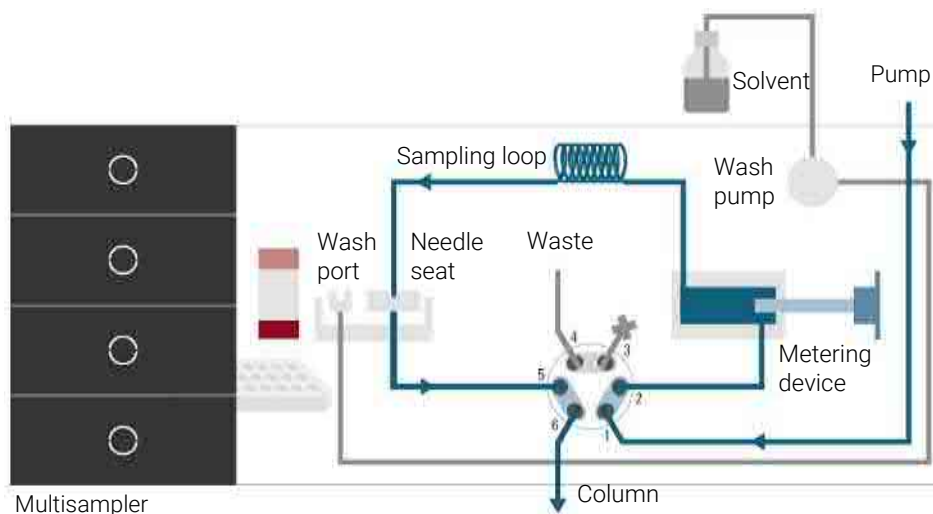 Solvent
Pump
Sampling loop
Wash
pump
Wash
port
Needle
seat
Waste
4
3
Metering
device
5
2
6
1
Column
Multisampler